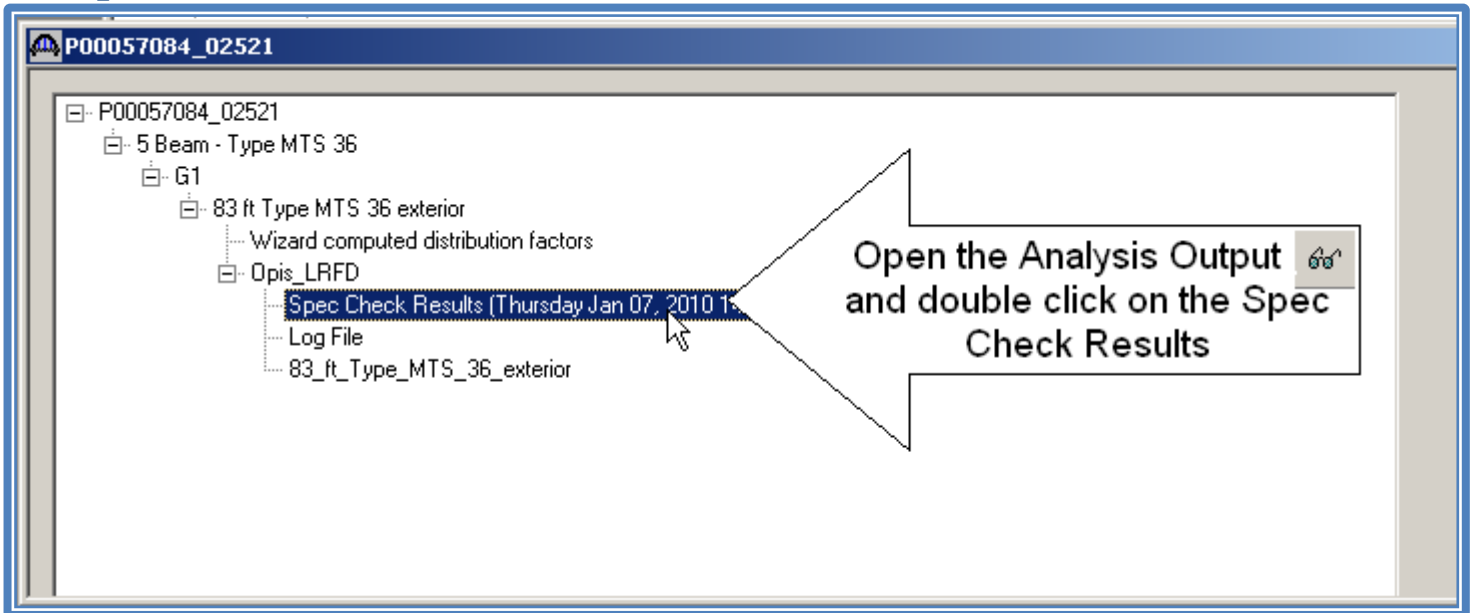 P00057084_02521
P00057084_02521
5 Beam - Type MTS 36
G1
83 ft Type MTS 36 exterior
Wizard computed distribution factors
Opis_LRFD
Spec Check Results (Thursday Jan 07, 2010
Log File
83_ft_Type_MTS_36_exterior
Open the Analysis Output
and double click on the Spec
Check Results